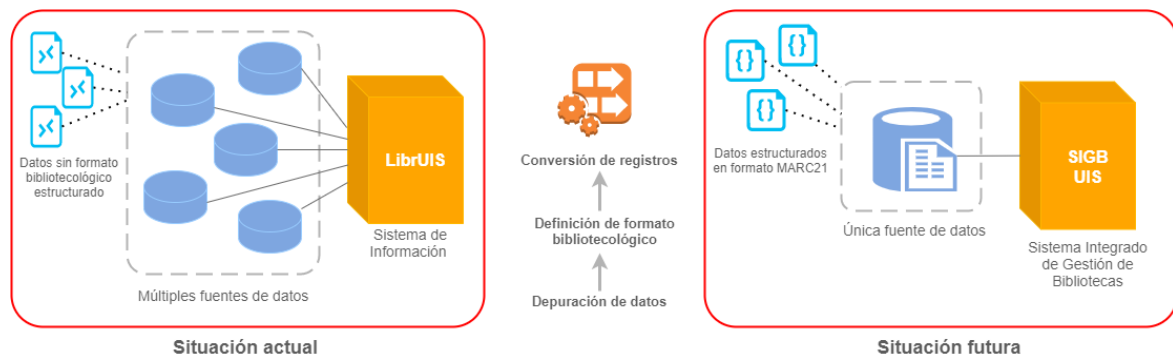 Datos sin formato
bibliotecológico
estructurado
LibrUIS
Sistema de
Información
Múltiples fuentes de datos
Situación actual
Conversión de registros
Definición de formato
bibliotecológico
Depuración de datos
{}
{}
{}
Datos estructurados
en formato MARC21
Única fuente de datos
SIGB
UIS
Sistema Integrado
de Gestión de
Bibliotecas
Situación futura